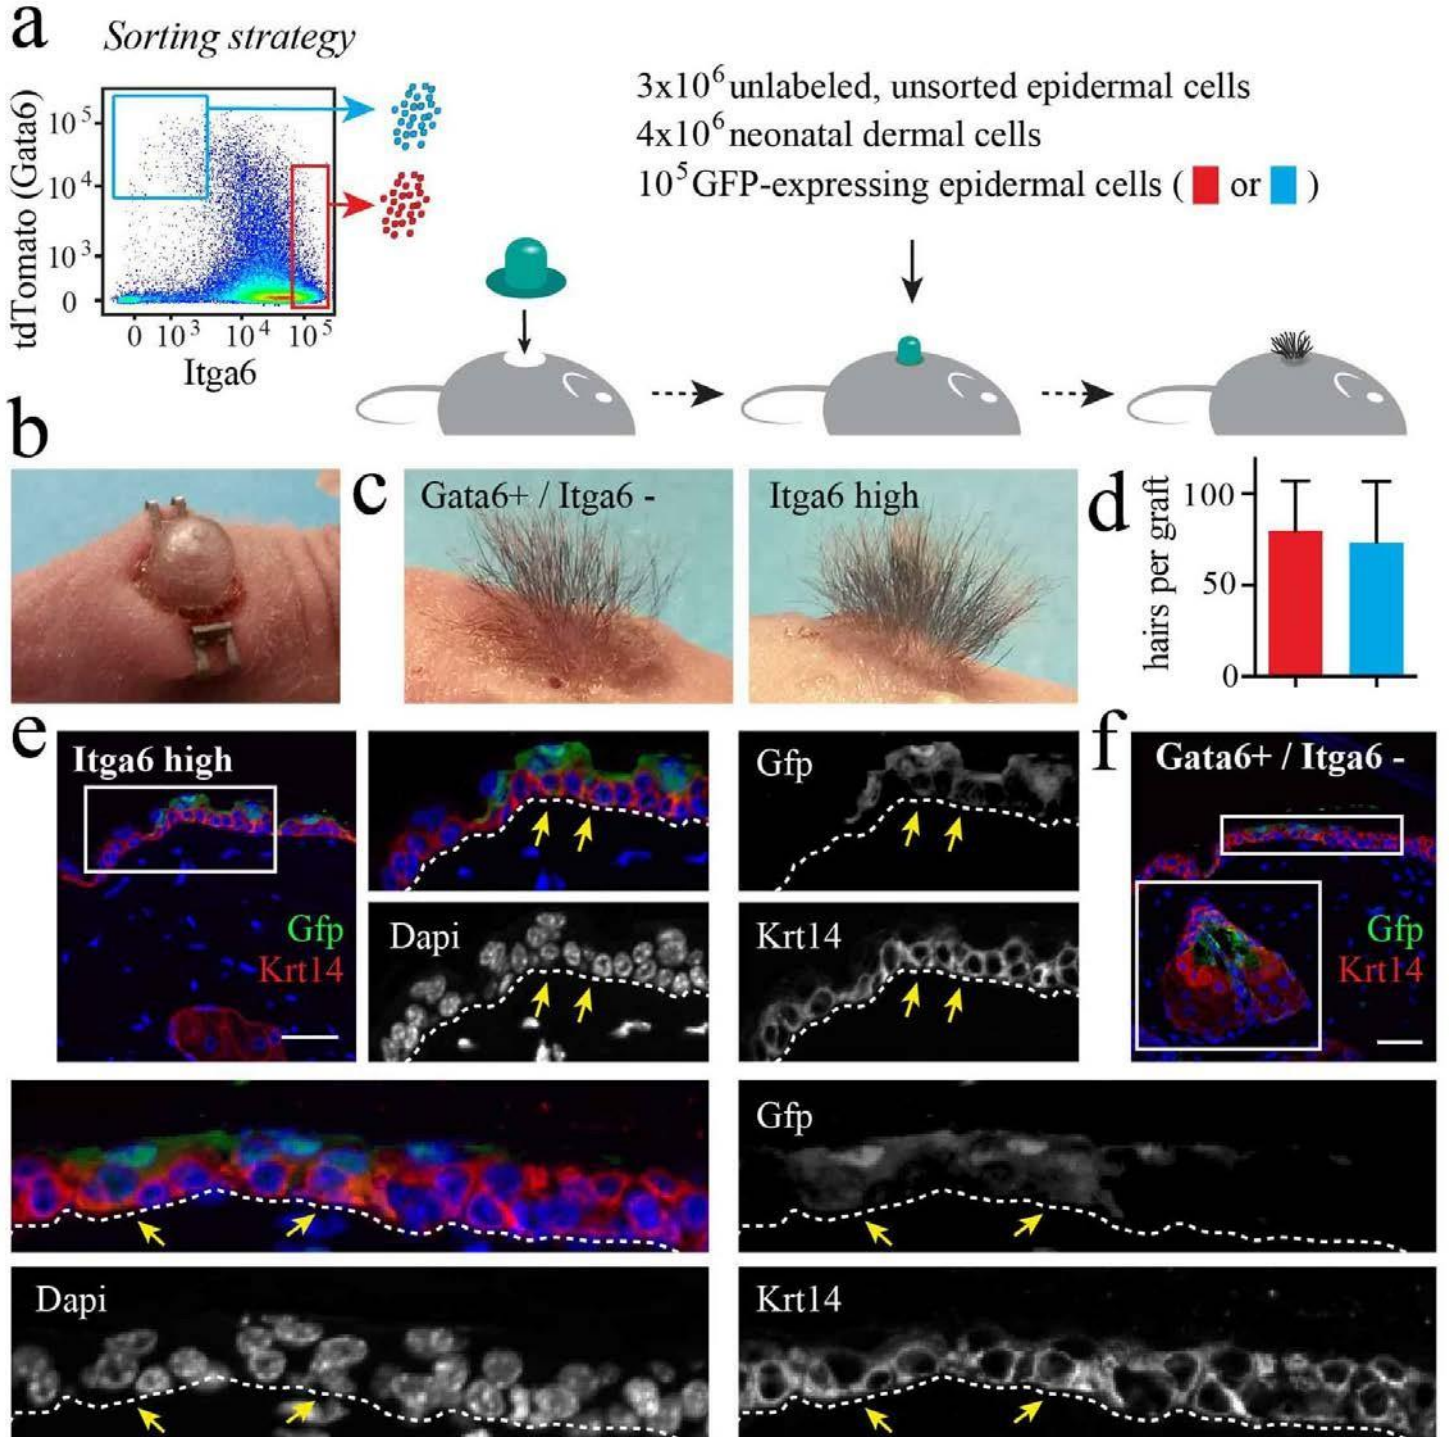 a
Sorting strategy
tdTomato (Gata6)
10^5
10^4
10^3
0
0 10^3 10^4 10^5
Itga6
3x10^6 unlabeled, unsorted epidermal cells
4x10^6 neonatal dermal cells
10^5 GFP-expressing epidermal cells ( or )
b
c
Gata6+ / Itga6 -
Itga6 high
d
hairs per graft
100
50
0
e
Itga6 high
Gfp
Krt14
Gfp
Dapi
Krt14
f
Gata6+ / Itga6 -
Gfp
Krt14
Gfp
Dapi
Krt14